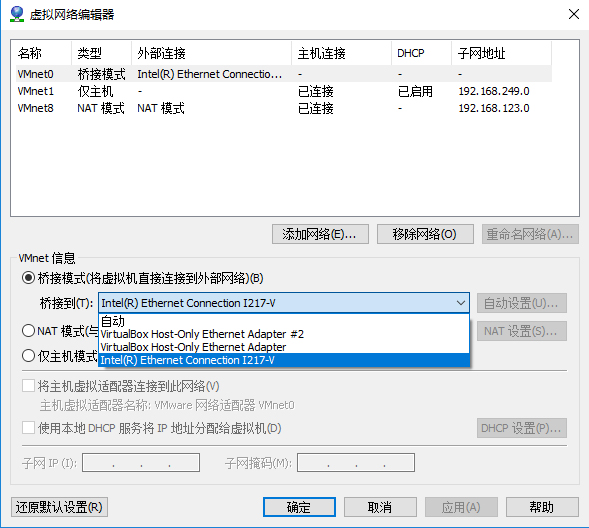 虚拟网络编辑器
名称 类型 外部连接 主机连接 DHCP 子网地址
VMnet0 桥接模式 Intel(R) Ethernet Connectio... - - -
VMnet1 仅主机 - 已连接 已启用 192.168.249.0
VMnet8 NAT 模式 NAT 模式 已连接 - 192.168.123.0
添加网络(E)... 移除网络(O) 重命名网络(A)...
VMnet 信息
桥接模式(将虚拟机直接连接到外部网络)(B)
桥接到(T): Intel(R) Ethernet Connection I217-V 自动设置(U)...
自动
NAT 模式(与 VirtualBox Host-Only Ethernet Adapter #2 NAT 设置(S)...
VirtualBox Host-Only Ethernet Adapter
仅主机模式 Intel(R) Ethernet Connection I217-V
将主机虚拟适配器连接到此网络(V)
主机虚拟适配器名称: VMware 网络适配器 VMnet0
使用本地 DHCP 服务将 IP 地址分配给虚拟机(D) DHCP 设置(P)...
子网 IP (I): . . . 子网掩码(M): . . .
还原默认设置(R) 确定 取消 应用(A) 帮助